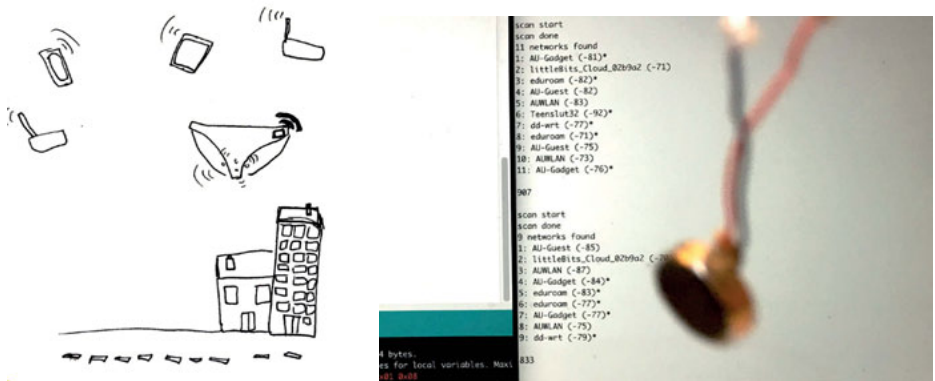 scan start
scan done
11 networks found
1: AU-Gadget (-81)*
2: littleBits_Cloud_02b9a2 (-71)
3: eduroam (-82)*
4: AU-Guest (-82)
5: AUWLAN (-83)
6: Teenslut32 (-92)*
7: dd-wrt (-77)*
8: eduroam (-71)*
9: AU-Guest (-75)
10: AUWLAN (-73)
11: AU-Gadget (-76)*
907
scan start
scan done
9 networks found
1: AU-Guest (-85)
2: littleBits_Cloud_02b9a2
3: AUWLAN (-87)
4: AU-Gadget (-84)*
5: eduroam (-83)*
6: eduroam (-77)*
7: AU-Gadget (-77)*
8: AUWLAN (-75)
9: dd-wrt (-79)*
833
4 bytes.
es for local variables. Maxi
x01 0x08